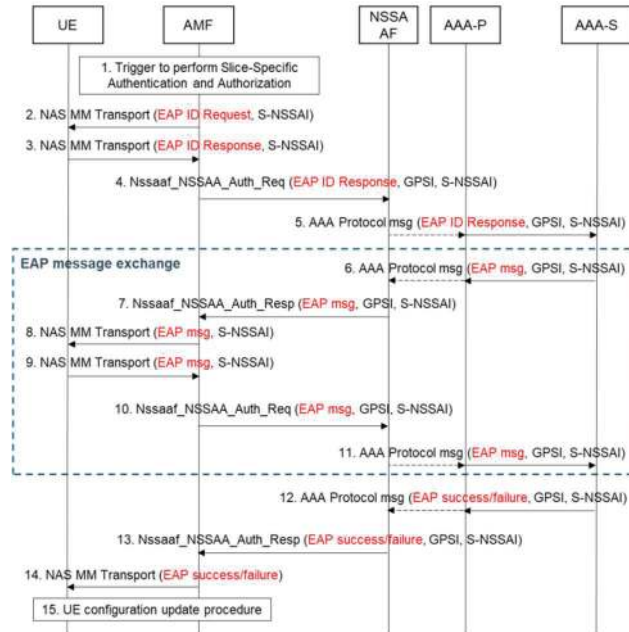 UE
AMF
NSSA
AF
AAA-P
AAA-S
1. Trigger to perform Slice-Specific
Authentication and Authorization
2. NAS MM Transport (EAP ID Request, S-NSSAI)
3. NAS MM Transport (EAP ID Response, S-NSSAI)
4. Nssaaf_NSSAA_Auth_Req (EAP ID Response, GPSI, S-NSSAI)
5. AAA Protocol msg (EAP ID Response, GPSI, S-NSSAI)
EAP message exchange
6. AAA Protocol msg (EAP msg, GPSI, S-NSSAI)
7. Nssaaf_NSSAA_Auth_Resp (EAP msg, GPSI, S-NSSAI)
8. NAS MM Transport (EAP msg, S-NSSAI)
9. NAS MM Transport (EAP msg, S-NSSAI)
10. Nssaaf_NSSAA_Auth_Req (EAP msg, GPSI, S-NSSAI)
11. AAA Protocol msg (EAP msg, GPSI, S-NSSAI)
12. AAA Protocol msg (EAP success/failure, GPSI, S-NSSAI)
13. Nssaaf_NSSAA_Auth_Resp (EAP success/failure, GPSI, S-NSSAI)
14. NAS MM Transport (EAP success/failure)
15. UE configuration update procedure